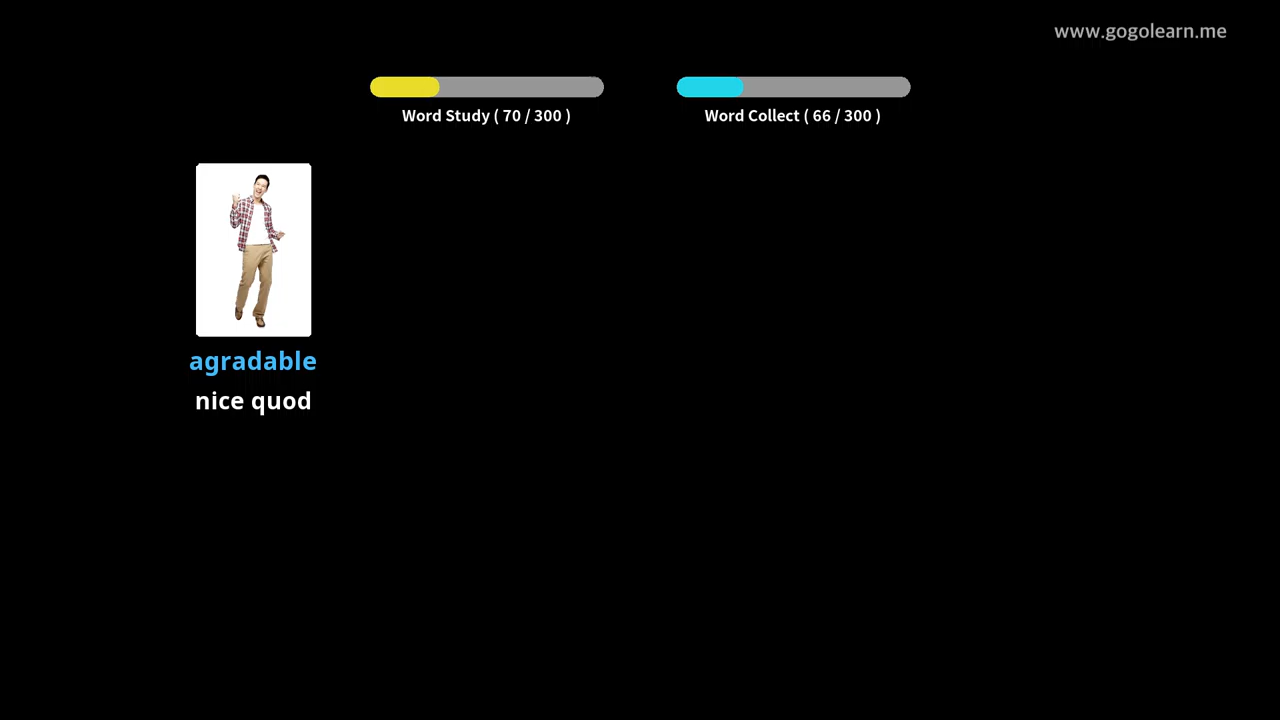 www.gogolearn.me
Word Study ( 70 / 300 )
Word Collect ( 66 / 300 )
agradable
nice quod